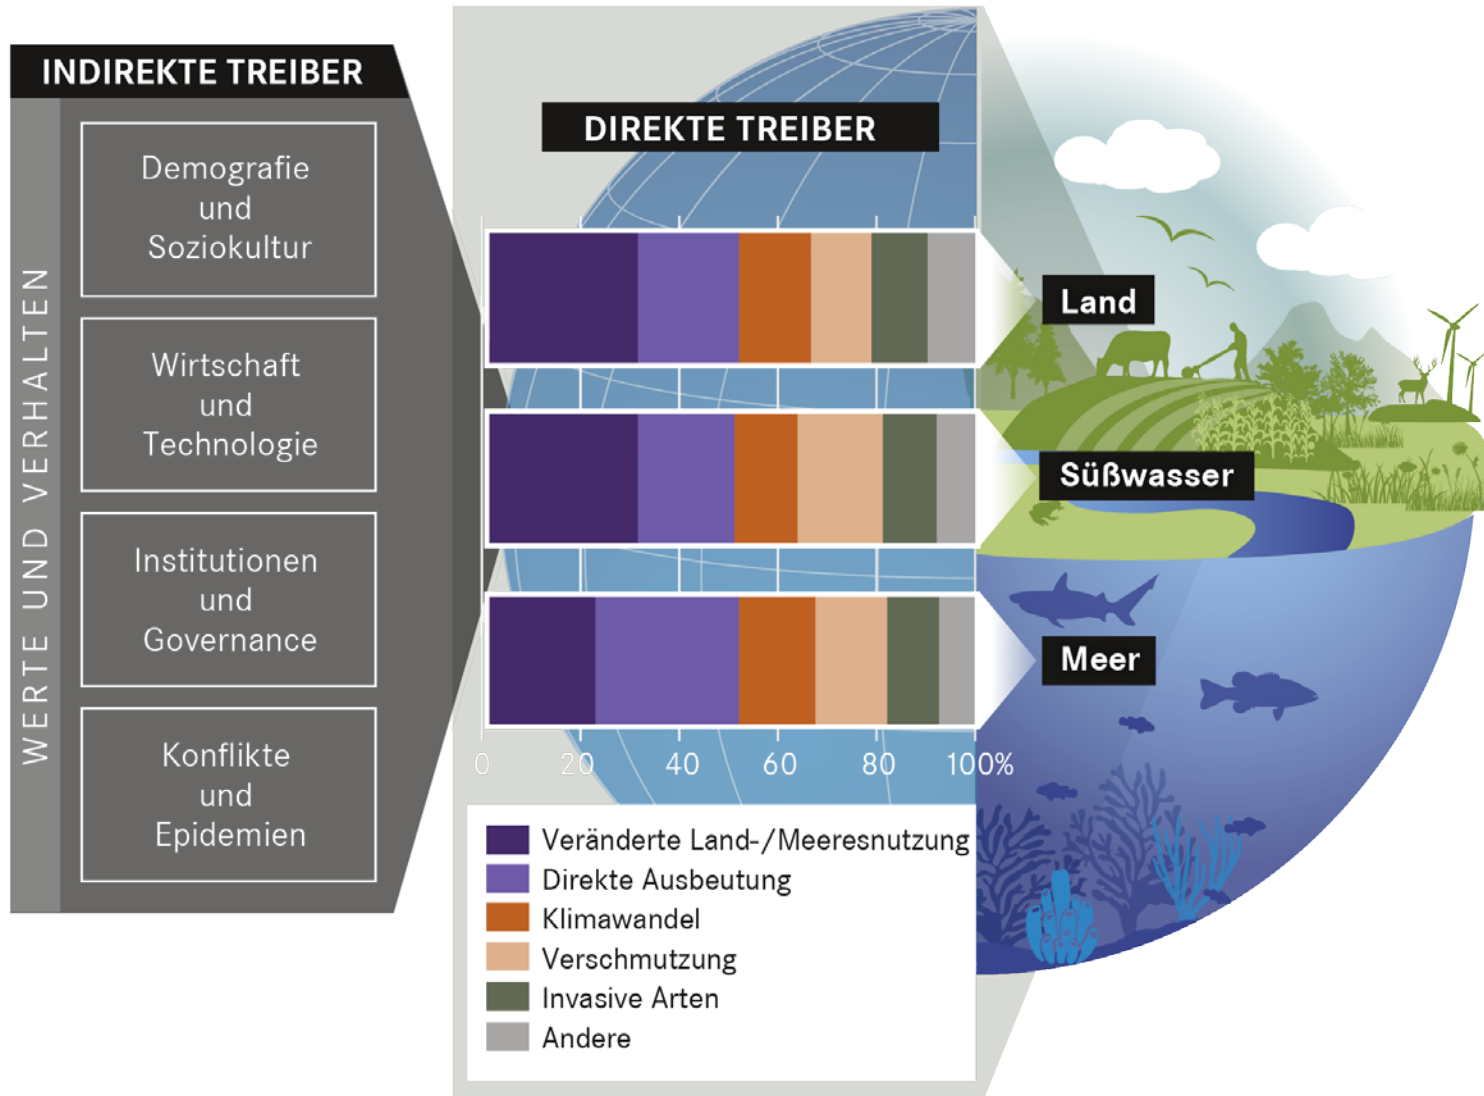 INDIREKTE TREIBER
WERTE UND VERHALTEN
Demografie
und
Soziokultur
Wirtschaft
und
Technologie
Institutionen
und
Governance
Konflikte
und
Epidemien
DIREKTE TREIBER
Land
Süßwasser
Meer
0 20 40 60 80 100%
Veränderte Land-/Meeresnutzung
Direkte Ausbeutung
Klimawandel
Verschmutzung
Invasive Arten
Andere